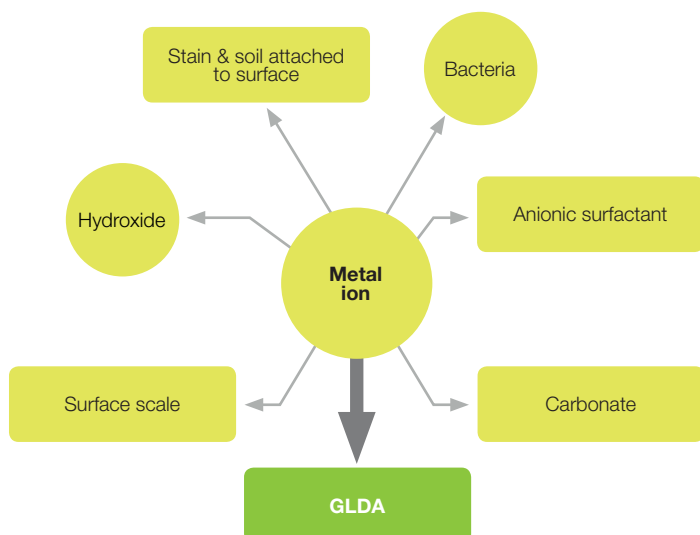 Stain & soil attached
to surface
Bacteria
Hydroxide
Anionic surfactant
Metal
ion
Surface scale
Carbonate
GLDA